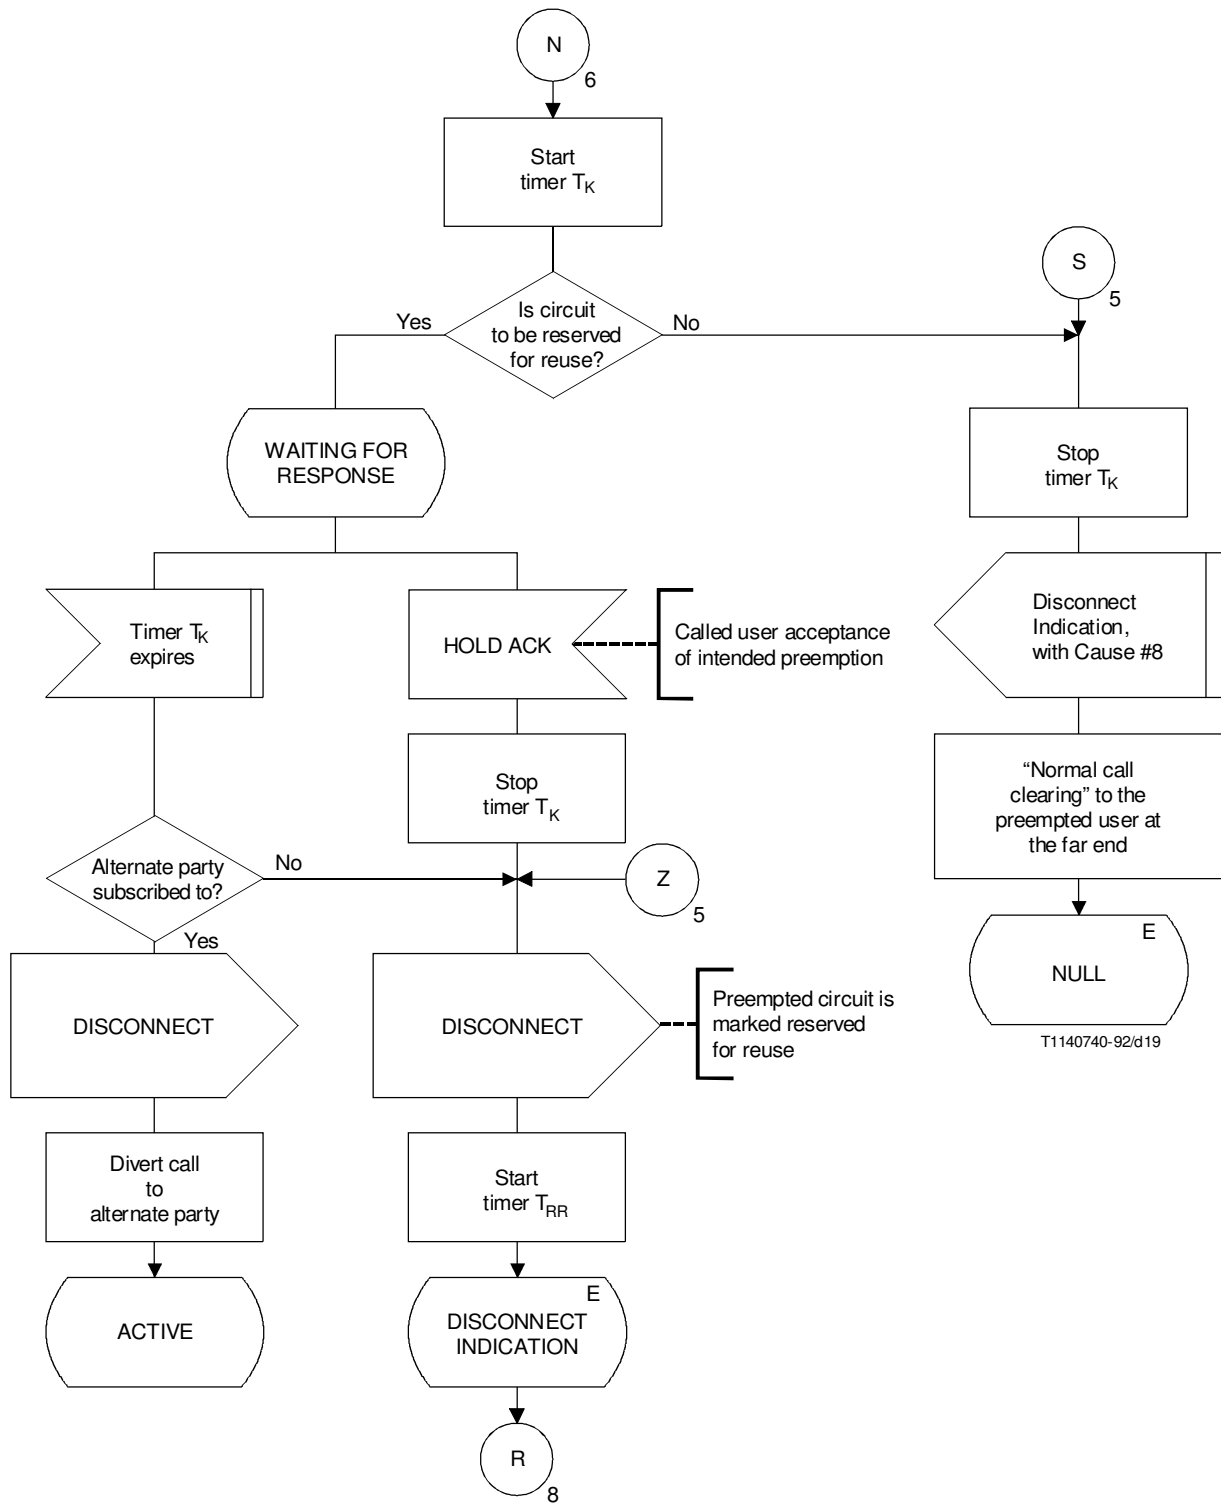 N
6
Start
timer TK
S
5
Is circuit
to be reserved
for reuse?
Yes
No
WAITING FOR
RESPONSE
Stop
timer TK
Timer TK
expires
HOLD ACK
Called user acceptance
of intended preemption
Disconnect
Indication,
with Cause #8
Stop
timer TK
“Normal call
clearing” to the
preempted user at
the far end
Alternate party
subscribed to?
No
Yes
Z
5
E
NULL
T1140740-92/d19
DISCONNECT
DISCONNECT
Preempted circuit is
marked reserved
for reuse
Divert call
to
alternate party
Start
timer TRR
ACTIVE
E
DISCONNECT
INDICATION
R
8